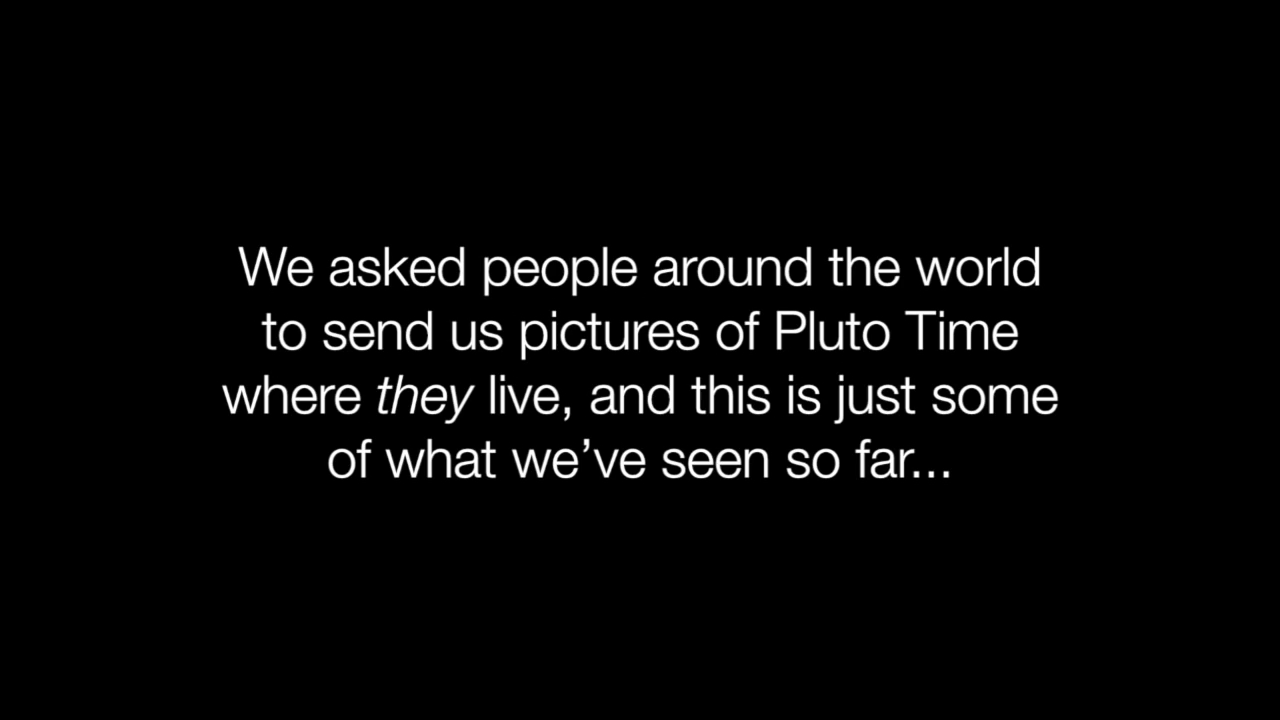 We asked people around the world
to send us pictures of Pluto Time
where they live, and this is just some
of what we’ve seen so far...